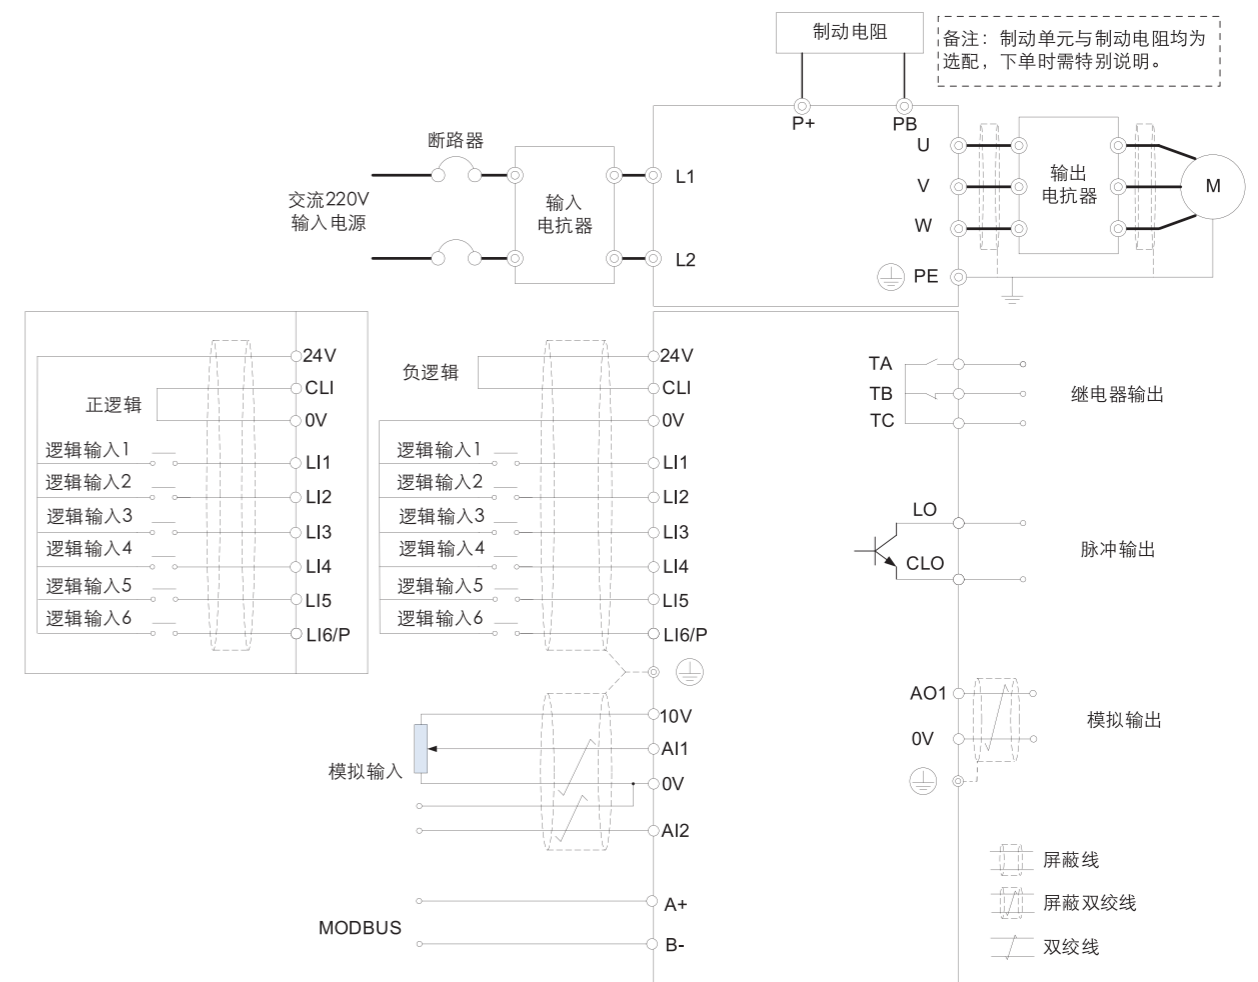 制动电阻
备注：制动单元与制动电阻均为
选配，下单时需特别说明。
P+
PB
断路器
交流220V
输入电源
输入
电抗器
L1
L2
U
V
W
PE
输出
电抗器
M
正逻辑
24V
CLI
0V
逻辑输入1
LI1
逻辑输入2
LI2
逻辑输入3
LI3
逻辑输入4
LI4
逻辑输入5
LI5
逻辑输入6
LI6/P
负逻辑
24V
CLI
0V
逻辑输入1
LI1
逻辑输入2
LI2
逻辑输入3
LI3
逻辑输入4
LI4
逻辑输入5
LI5
逻辑输入6
LI6/P
模拟输入
10V
AI1
0V
AI2
MODBUS
A+
B-
TA
TB
TC
继电器输出
LO
CLO
脉冲输出
AO1
0V
模拟输出
屏蔽线
屏蔽双绞线
双绞线